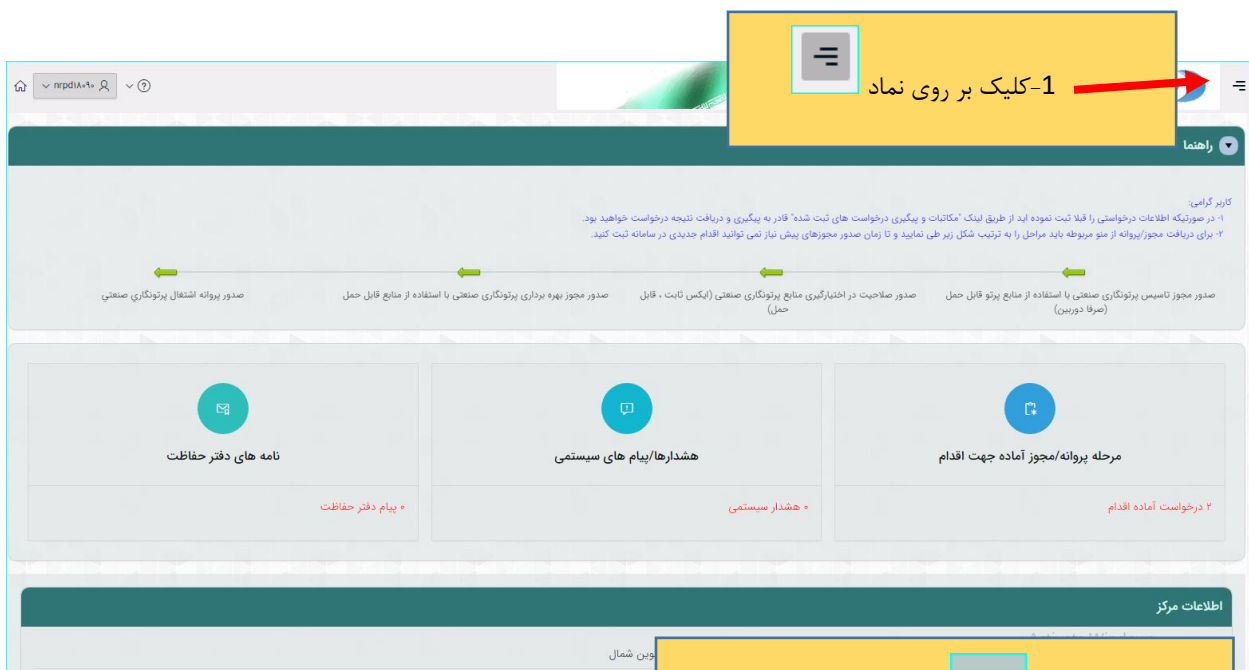 1-کلیک بر روی نماد
nrpd۱۸۰۹۰
راهنما
کاربر گرامی:
۱- در صورتیکه اطلاعات درخواستی را قبلا ثبت نموده اید از طریق لینک "مکاتبات و پیگیری درخواست های ثبت شده" قادر به پیگیری و دریافت نتیجه درخواست خواهید بود.
۲- برای دریافت مجوز/پروانه از منو مربوطه باید مراحل را به ترتیب شکل زیر طی نمایید و تا زمان صدور مجوزهای پیش نیاز نمی توانید اقدام جدیدی در سامانه ثبت کنید.
صدور مجوز تاسیس پرتونگاری صنعتی با استفاده از منابع پرتو قابل حمل
(صرفا دوربین)
صدور صلاحیت در اختیارگیری منابع پرتونگاری صنعتی (ایکس ثابت ، قابل
حمل)
صدور مجوز بهره برداری پرتونگاری صنعتی با استفاده از منابع قابل حمل
صدور پروانه اشتغال پرتونگاري صنعتي
مرحله پروانه/مجوز آماده جهت اقدام
۲ درخواست آماده اقدام
هشدارها/پیام های سیستمی
۰ هشدار سیستمی
نامه های دفتر حفاظت
۰ پیام دفتر حفاظت
اطلاعات مرکز
شمال